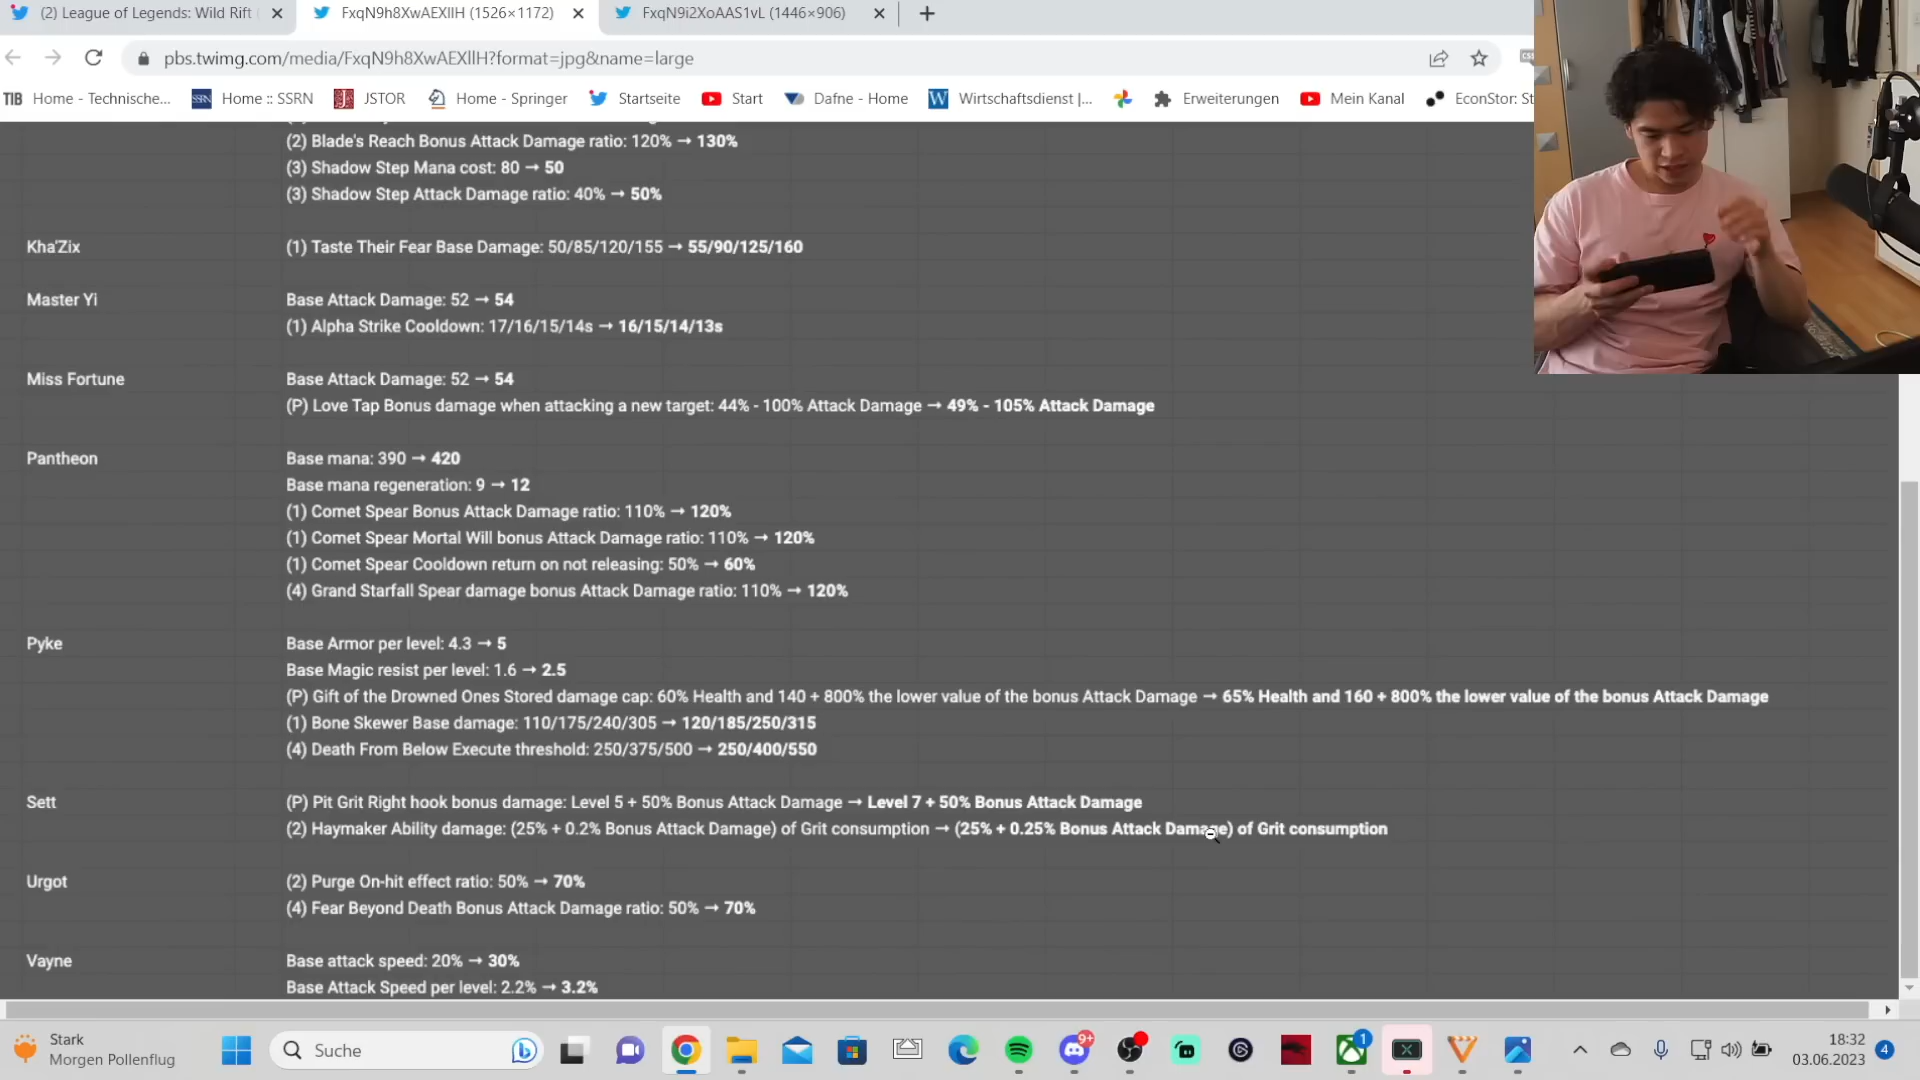 (2) League of Legends: Wild Rift
FxqN9h8XwAEXllH (1526×1172)
FxqN9i2XoAAS1vL (1446×906)
pbs.twimg.com/media/FxqN9h8XwAEXllH?format=jpg&name=large
TIB Home - Technische...
SSRN Home :: SSRN
JSTOR
Home - Springer
Startseite
Start
Dafne - Home
W Wirtschaftsdienst |...
Erweiterungen
Mein Kanal
EconStor: St
(2) Blade's Reach Bonus Attack Damage ratio: 120% → 130%
(3) Shadow Step Mana cost: 80 → 50
(3) Shadow Step Attack Damage ratio: 40% → 50%
Kha'Zix (1) Taste Their Fear Base Damage: 50/85/120/155 → 55/90/125/160
Master Yi Base Attack Damage: 52 → 54
(1) Alpha Strike Cooldown: 17/16/15/14s → 16/15/14/13s
Miss Fortune Base Attack Damage: 52 → 54
(P) Love Tap Bonus damage when attacking a new target: 44% - 100% Attack Damage → 49% - 105% Attack Damage
Pantheon Base mana: 390 → 420
Base mana regeneration: 9 → 12
(1) Comet Spear Bonus Attack Damage ratio: 110% → 120%
(1) Comet Spear Mortal Will bonus Attack Damage ratio: 110% → 120%
(1) Comet Spear Cooldown return on not releasing: 50% → 60%
(4) Grand Starfall Spear damage bonus Attack Damage ratio: 110% → 120%
Pyke Base Armor per level: 4.3 → 5
Base Magic resist per level: 1.6 → 2.5
(P) Gift of the Drowned Ones Stored damage cap: 60% Health and 140 + 800% the lower value of the bonus Attack Damage → 65% Health and 160 + 800% the lower value of the bonus Attack Damage
(1) Bone Skewer Base damage: 110/175/240/305 → 120/185/250/315
(4) Death From Below Execute threshold: 250/375/500 → 250/400/550
Sett (P) Pit Grit Right hook bonus damage: Level 5 + 50% Bonus Attack Damage → Level 7 + 50% Bonus Attack Damage
(2) Haymaker Ability damage: (25% + 0.2% Bonus Attack Damage) of Grit consumption → (25% + 0.25% Bonus Attack Damage) of Grit consumption
Urgot (2) Purge On-hit effect ratio: 50% → 70%
(4) Fear Beyond Death Bonus Attack Damage ratio: 50% → 70%
Vayne Base attack speed: 20% → 30%
Base Attack Speed per level: 2.2% → 3.2%
Stark
Morgen Pollenflug
Suche
9+
1
18:32
03.06.2023
4